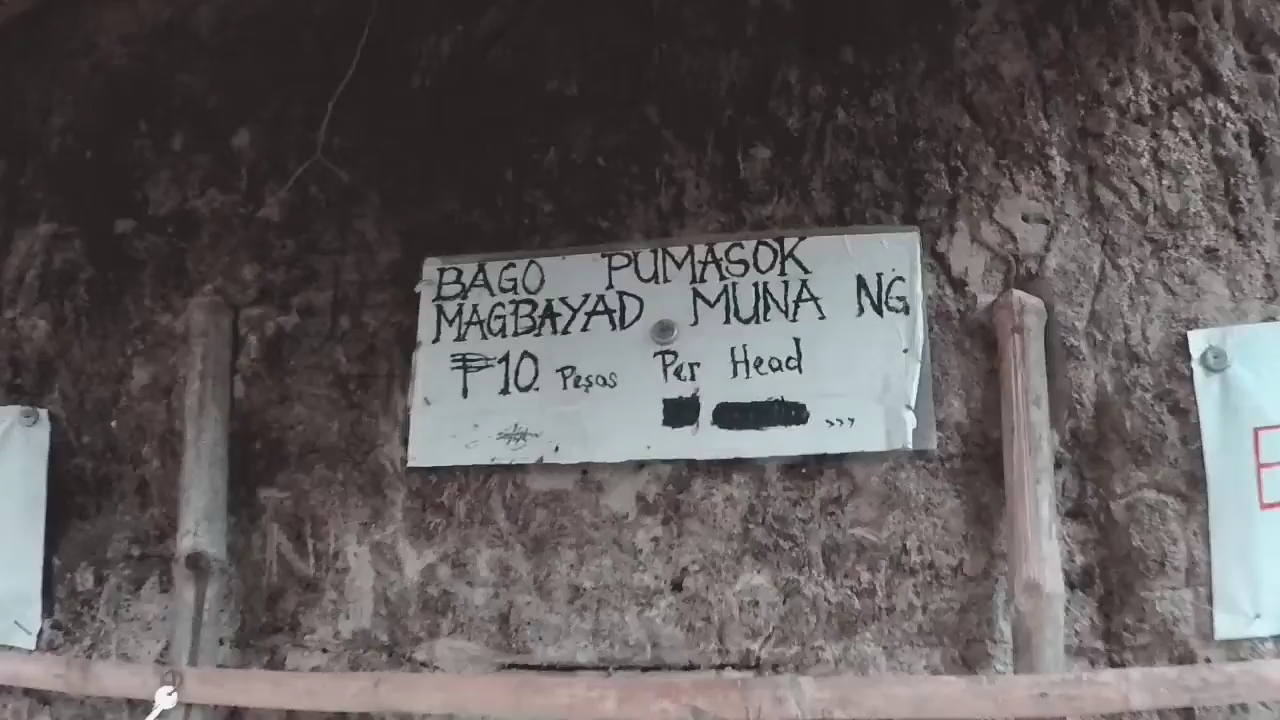 BAGO PUMASOK
MAGBAYAD MUNA NG
₱10. Pesos Per Head
>>>
E